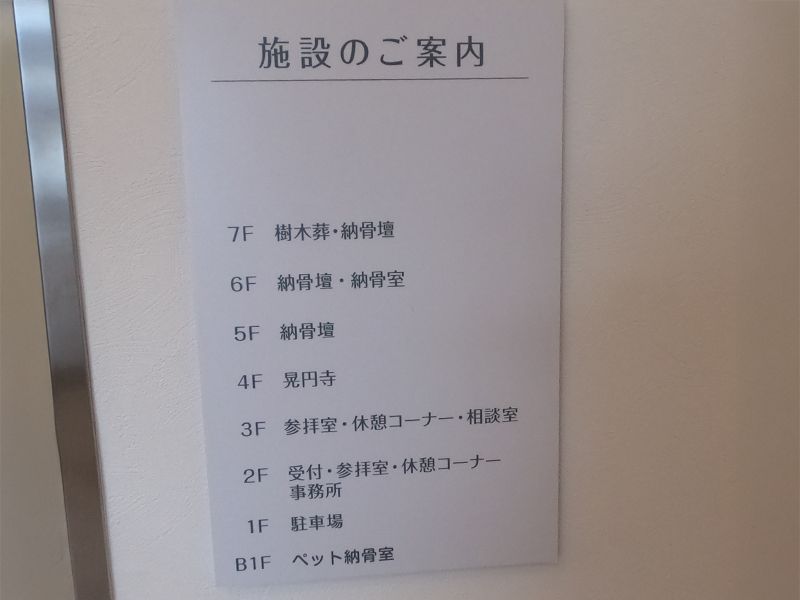 施設のご案内
7F 樹木葬・納骨壇
6F 納骨壇・納骨室
5F 納骨壇
4F 晃円寺
3F 参拝室・休憩コーナー・相談室
2F 受付・参拝室・休憩コーナー
事務所
1F 駐車場
B1F ペット納骨室